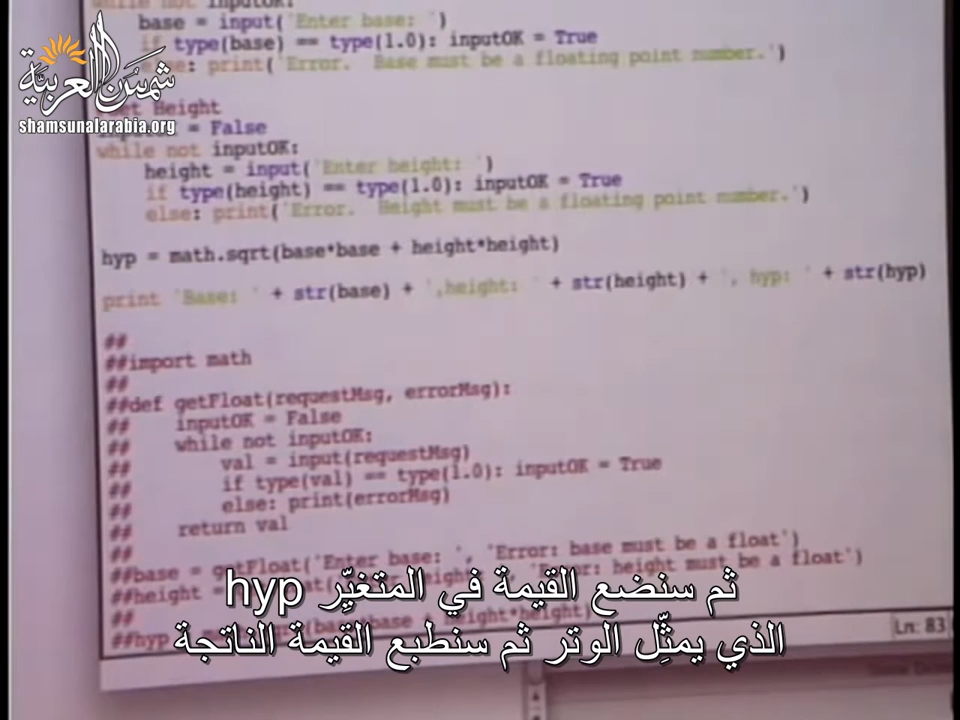 while not inputOK:
base = input('Enter base: ')
if type(base) == type(1.0): inputOK = True
else: print('Error. Base must be a floating point number.')
شمس العربية
shamsunalarabia.org
Height
= False
while not inputOK:
height = input('Enter height: ')
if type(height) == type(1.0): inputOK = True
else: print('Error. Height must be a floating point number.')
hyp = math.sqrt(base*base + height*height)
print 'Base: ' + str(base) + ',height: ' + str(height) + ', hyp: ' + str(hyp)
##
##import math
##
##def getFloat(requestMsg, errorMsg):
## inputOK = False
## while not inputOK:
## val = input(requestMsg)
## if type(val) == type(1.0): inputOK = True
## else: print(errorMsg)
## return val
##
##base = getFloat('Enter base: ', 'Error: base must be a float')
##height = height must be a float')
##
##hyp
Ln: 83
ثم سنضع القيمة في المتغيِّر hyp
الذي يمثِّل الوتر ثم سنطبع القيمة الناتجة